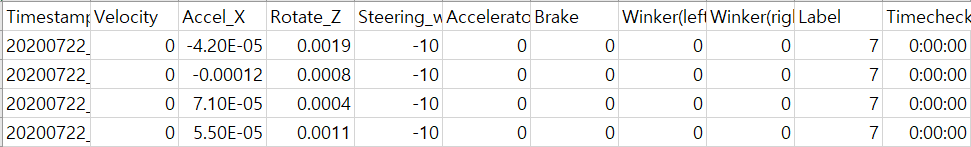 Timestamp Velocity Accel_X Rotate_Z Steering_w Accelerato Brake Winker(left Winker(rig Label Timecheck
20200722_ 0 -4.20E-05 0.0019 -10 0 0 0 0 7 0:00:00
20200722_ 0 -0.00012 0.0008 -10 0 0 0 0 7 0:00:00
20200722_ 0 7.10E-05 0.0004 -10 0 0 0 0 7 0:00:00
20200722_ 0 5.50E-05 0.0011 -10 0 0 0 0 7 0:00:00